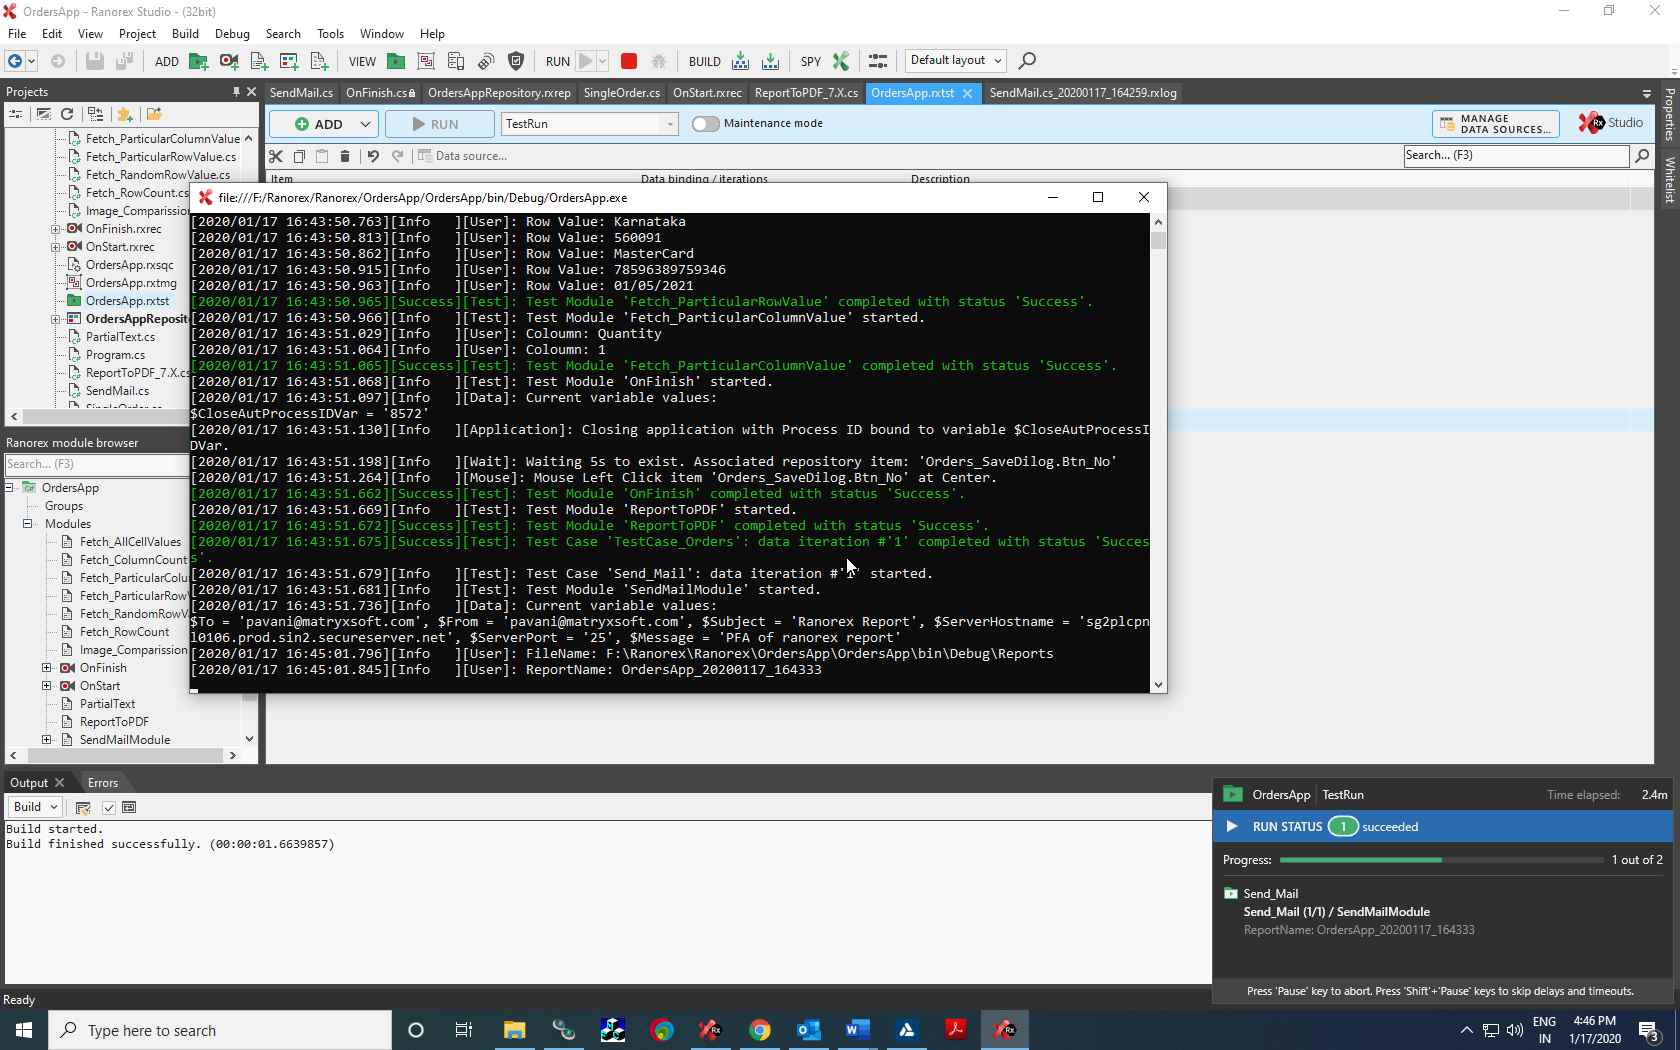 OrdersApp - Ranorex Studio - (32bit)
File Edit View Project Build Debug Search Tools Window Help
ADD VIEW RUN BUILD SPY Default layout
Projects
SendMail.cs OnFinish.cs OrdersAppRepository.rxrep SingleOrder.cs OnStart.rxrec ReportToPDF_7.X.cs OrdersApp.rxtst SendMail.cs_20200117_164259.rxlog
Properties
Whitelist
ADD RUN TestRun Maintenance mode MANAGE DATA SOURCES... Studio
Data source... Search... (F3)
Item Data binding / iterations Description
Fetch_ParticularColumnValue
Fetch_ParticularRowValue.cs
Fetch_RandomRowValue.cs
Fetch_RowCount.cs
Image_Comparission
OnFinish.rxrec
OnStart.rxrec
OrdersApp.rxsqc
OrdersApp.rxtmg
OrdersApp.rxtst
OrdersAppReposit
PartialText.cs
Program.cs
ReportToPDF_7.X.cs
SendMail.cs
Ranorex module browser
Search... (F3)
OrdersApp
Groups
Modules
Fetch_AllCellValues
Fetch_ColumnCount
Fetch_ParticularColu
Fetch_ParticularRowV
Fetch_RandomRowV
Fetch_RowCount
Image_Comparission
OnFinish
OnStart
PartialText
ReportToPDF
SendMailModule
file:///F:/Ranorex/Ranorex/OrdersApp/OrdersApp/bin/Debug/OrdersApp.exe
[2020/01/17 16:43:50.763][Info   ][User]: Row Value: Karnataka
[2020/01/17 16:43:50.813][Info   ][User]: Row Value: 560091
[2020/01/17 16:43:50.862][Info   ][User]: Row Value: MasterCard
[2020/01/17 16:43:50.915][Info   ][User]: Row Value: 78596389759346
[2020/01/17 16:43:50.963][Info   ][User]: Row Value: 01/05/2021
[2020/01/17 16:43:50.965][Success][Test]: Test Module 'Fetch_ParticularRowValue' completed with status 'Success'.
[2020/01/17 16:43:50.966][Info   ][Test]: Test Module 'Fetch_ParticularColumnValue' started.
[2020/01/17 16:43:51.029][Info   ][User]: Coloumn: Quantity
[2020/01/17 16:43:51.064][Info   ][User]: Coloumn: 1
[2020/01/17 16:43:51.065][Success][Test]: Test Module 'Fetch_ParticularColumnValue' completed with status 'Success'.
[2020/01/17 16:43:51.068][Info   ][Test]: Test Module 'OnFinish' started.
[2020/01/17 16:43:51.097][Info   ][Data]: Current variable values:
$CloseAutProcessIDVar = '8572'
[2020/01/17 16:43:51.130][Info   ][Application]: Closing application with Process ID bound to variable $CloseAutProcessI
DVar.
[2020/01/17 16:43:51.198][Info   ][Wait]: Waiting 5s to exist. Associated repository item: 'Orders_SaveDilog.Btn_No'
[2020/01/17 16:43:51.264][Info   ][Mouse]: Mouse Left Click item 'Orders_SaveDilog.Btn_No' at Center.
[2020/01/17 16:43:51.662][Success][Test]: Test Module 'OnFinish' completed with status 'Success'.
[2020/01/17 16:43:51.669][Info   ][Test]: Test Module 'ReportToPDF' started.
[2020/01/17 16:43:51.672][Success][Test]: Test Module 'ReportToPDF' completed with status 'Success'.
[2020/01/17 16:43:51.675][Success][Test]: Test Case 'TestCase_Orders': data iteration #'1' completed with status 'Succes
s'.
[2020/01/17 16:43:51.679][Info   ][Test]: Test Case 'Send_Mail': data iteration #'1' started.
[2020/01/17 16:43:51.681][Info   ][Test]: Test Module 'SendMailModule' started.
[2020/01/17 16:43:51.736][Info   ][Data]: Current variable values:
$To = 'pavani@matryxsoft.com', $From = 'pavani@matryxsoft.com', $Subject = 'Ranorex Report', $ServerHostname = 'sg2plcpn
l0106.prod.sin2.secureserver.net', $ServerPort = '25', $Message = 'PFA of ranorex report'
[2020/01/17 16:45:01.796][Info   ][User]: FileName: F:\Ranorex\Ranorex\OrdersApp\OrdersApp\bin\Debug\Reports
[2020/01/17 16:45:01.845][Info   ][User]: ReportName: OrdersApp_20200117_164333
Output Errors
Build
Build started.
Build finished successfully. (00:00:01.6639857)
OrdersApp TestRun Time elapsed: 2.4m
RUN STATUS 1 succeeded
Progress: 1 out of 2
Send_Mail
Send_Mail (1/1) / SendMailModule
ReportName: OrdersApp_20200117_164333
Press 'Pause' key to abort. Press 'Shift'+'Pause' keys to skip delays and timeouts.
Ready
Type here to search
ENG
IN
4:46 PM
1/17/2020
3